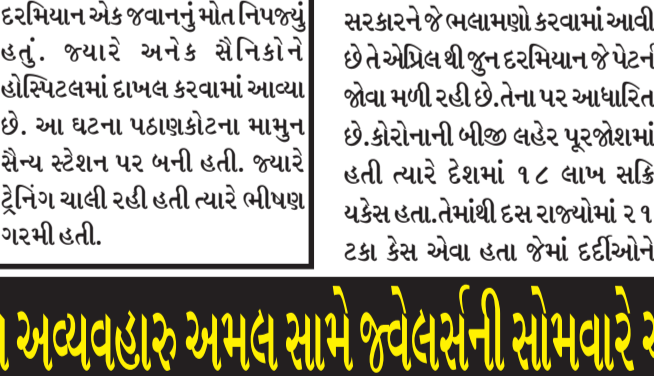 દરમિયાન એક જવાનનું મોત નિપજ્યું
હતું. જ્યારે અનેક સૈનિકોને
હોસ્પિટલમાં દાખલ કરવામાં આવ્યા
છે. આ ઘટના પઠાણકોટના મામુન
સૈન્ય સ્ટેશન પર બની હતી. જ્યારે
ટ્રેનિંગ ચાલી રહી હતી ત્યારે ભીષણ
ગરમી હતી.
સરકારને જે ભલામણો કરવામાં આવી
છે તે એપ્રિલ થી જુન દરમિયાન જે પેટર્ન
જોવા મળી રહી છે.તેના પર આધારિત
છે.કોરોનાની બીજી લહેર પૂરજોશમાં
હતી ત્યારે દેશમાં ૧૮ લાખ સક્રિ
યકેસ હતા.તેમાંથી દસ રાજ્યોમાં ૨૧
ટકા કેસ એવા હતા જેમાં દર્દીઓને
અવ્યવહારુ અમલ સામે જ્વેલર્સની સોમવારે